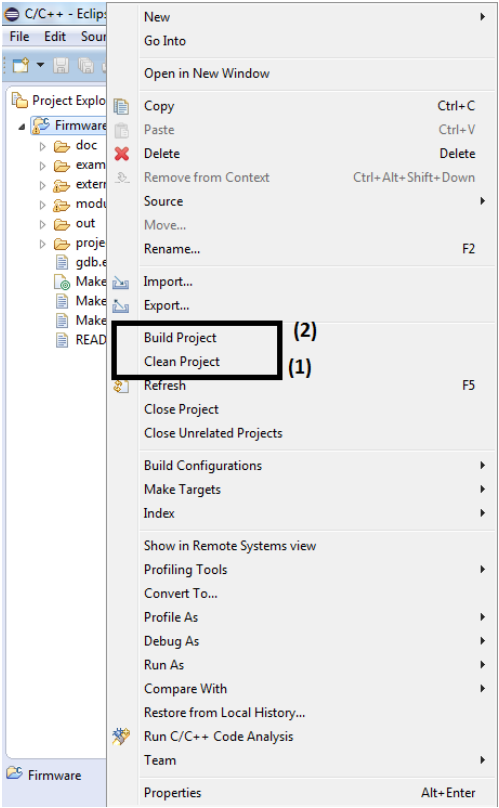 C/C++ - Eclips
File Edit Sour
Project Explo
Firmware
doc
exam
extern
modu
out
proje
gdb.e
Make
Make
Make
READ
New
Go Into
Open in New Window
Copy Ctrl+C
Paste Ctrl+V
Delete Delete
Remove from Context Ctrl+Alt+Shift+Down
Source
Move...
Rename... F2
Import...
Export...
Build Project (2)
Clean Project (1)
Refresh F5
Close Project
Close Unrelated Projects
Build Configurations
Make Targets
Index
Show in Remote Systems view
Profiling Tools
Convert To...
Profile As
Debug As
Run As
Compare With
Restore from Local History...
Run C/C++ Code Analysis
Team
Properties Alt+Enter
Firmware